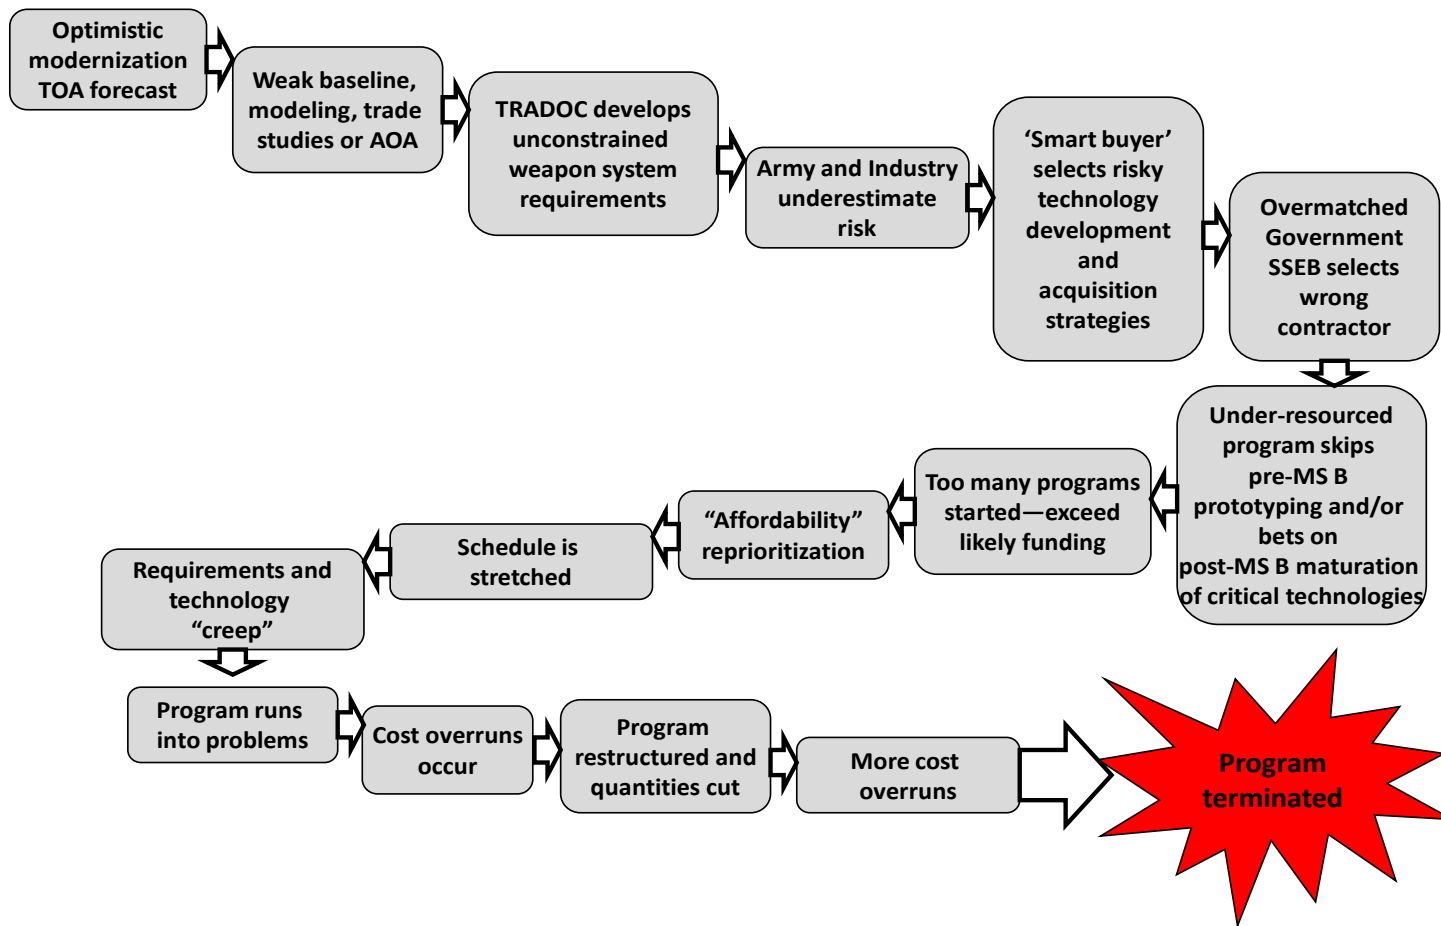 Optimistic
modernization
TOA forecast
Weak baseline,
modeling, trade
studies or AOA
TRADOC develops
unconstrained
weapon system
requirements
Army and Industry
underestimate
risk
‘Smart buyer’
selects risky
technology
development
and
acquisition
strategies
Overmatched
Government
SSEB selects
wrong
contractor
Under-resourced
program skips
pre-MS B
prototyping and/or
bets on
post-MS B maturation
of critical technologies
Too many programs
started—exceed
likely funding
“Affordability”
reprioritization
Schedule is
stretched
Requirements and
technology
“creep”
Program runs
into problems
Cost overruns
occur
Program
restructured and
quantities cut
More cost
overruns
Program
terminated